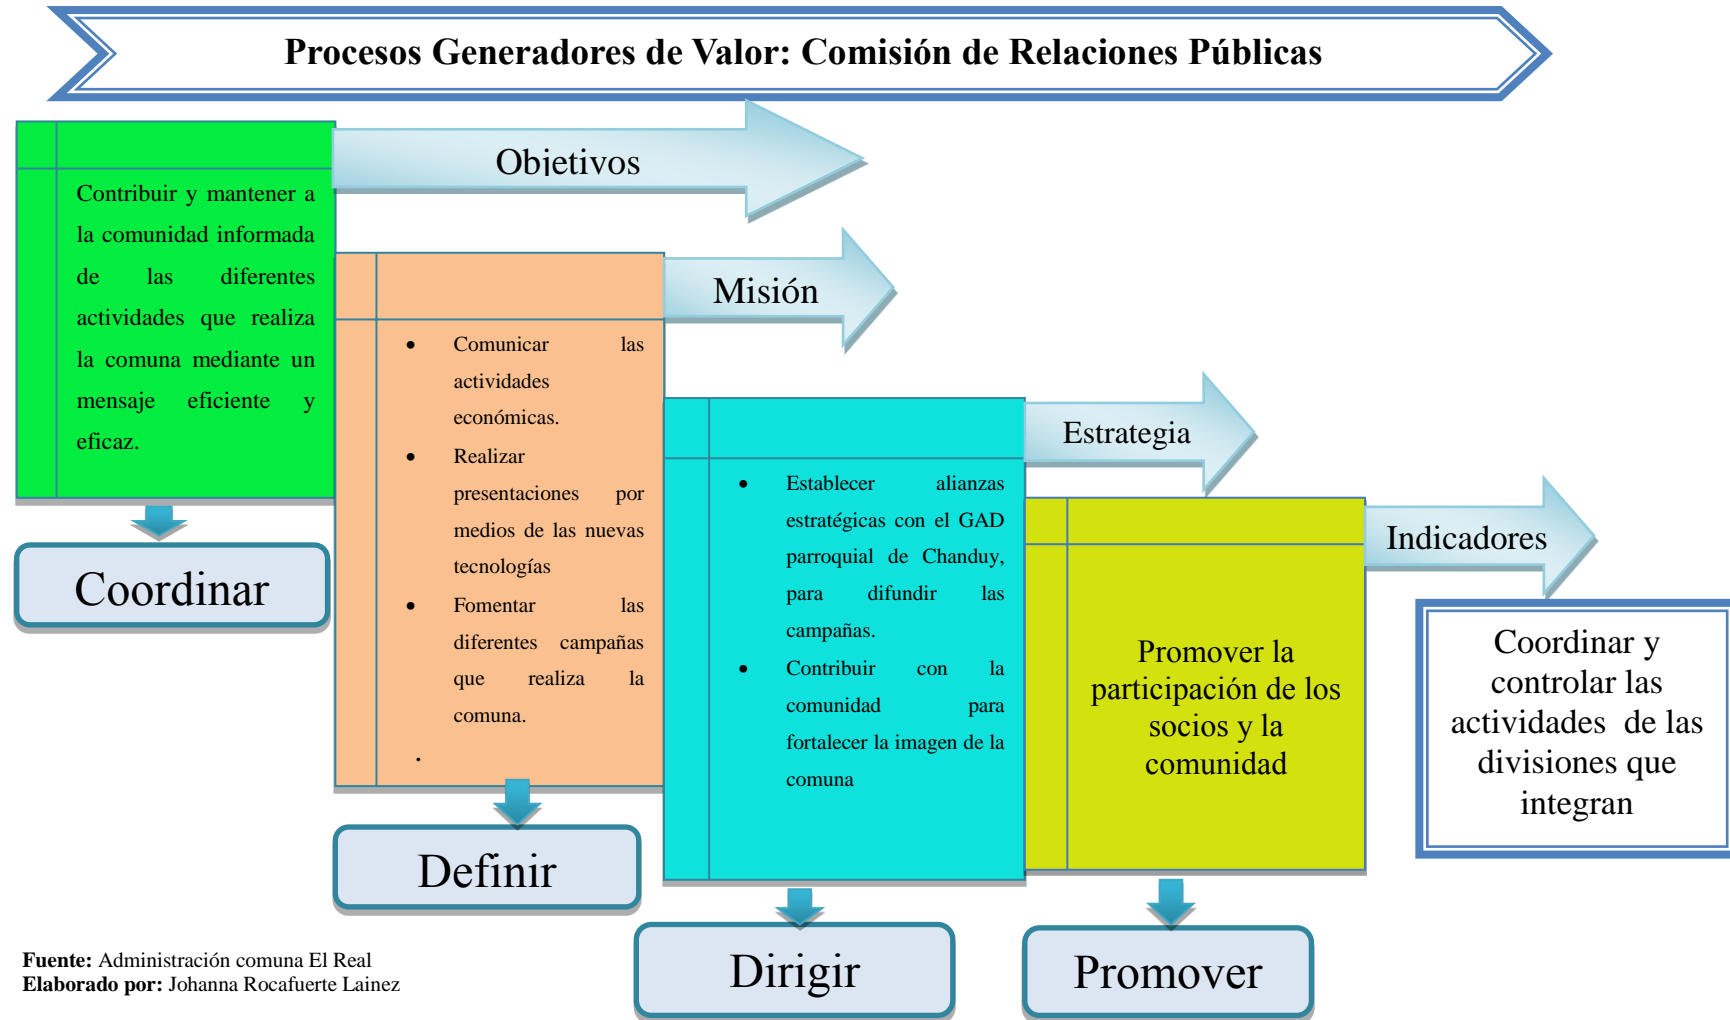 Procesos Generadores de Valor: Comisión de Relaciones Públicas
Objetivos
Contribuir y mantener a
la comunidad informada
de las diferentes
actividades que realiza
la comuna mediante un
mensaje eficiente y
eficaz.
Coordinar
Misión
• Comunicar las
actividades
económicas.
• Realizar
presentaciones por
medios de las nuevas
tecnologías
• Fomentar las
diferentes campañas
que realiza la
comuna.
.
Definir
Estrategia
• Establecer alianzas
estratégicas con el GAD
parroquial de Chanduy,
para difundir las
campañas.
• Contribuir con la
comunidad para
fortalecer la imagen de la
comuna
Dirigir
Indicadores
Promover la
participación de los
socios y la
comunidad
Promover
Coordinar y
controlar las
actividades de las
divisiones que
integran
Fuente: Administración comuna El Real
Elaborado por: Johanna Rocafuerte Lainez